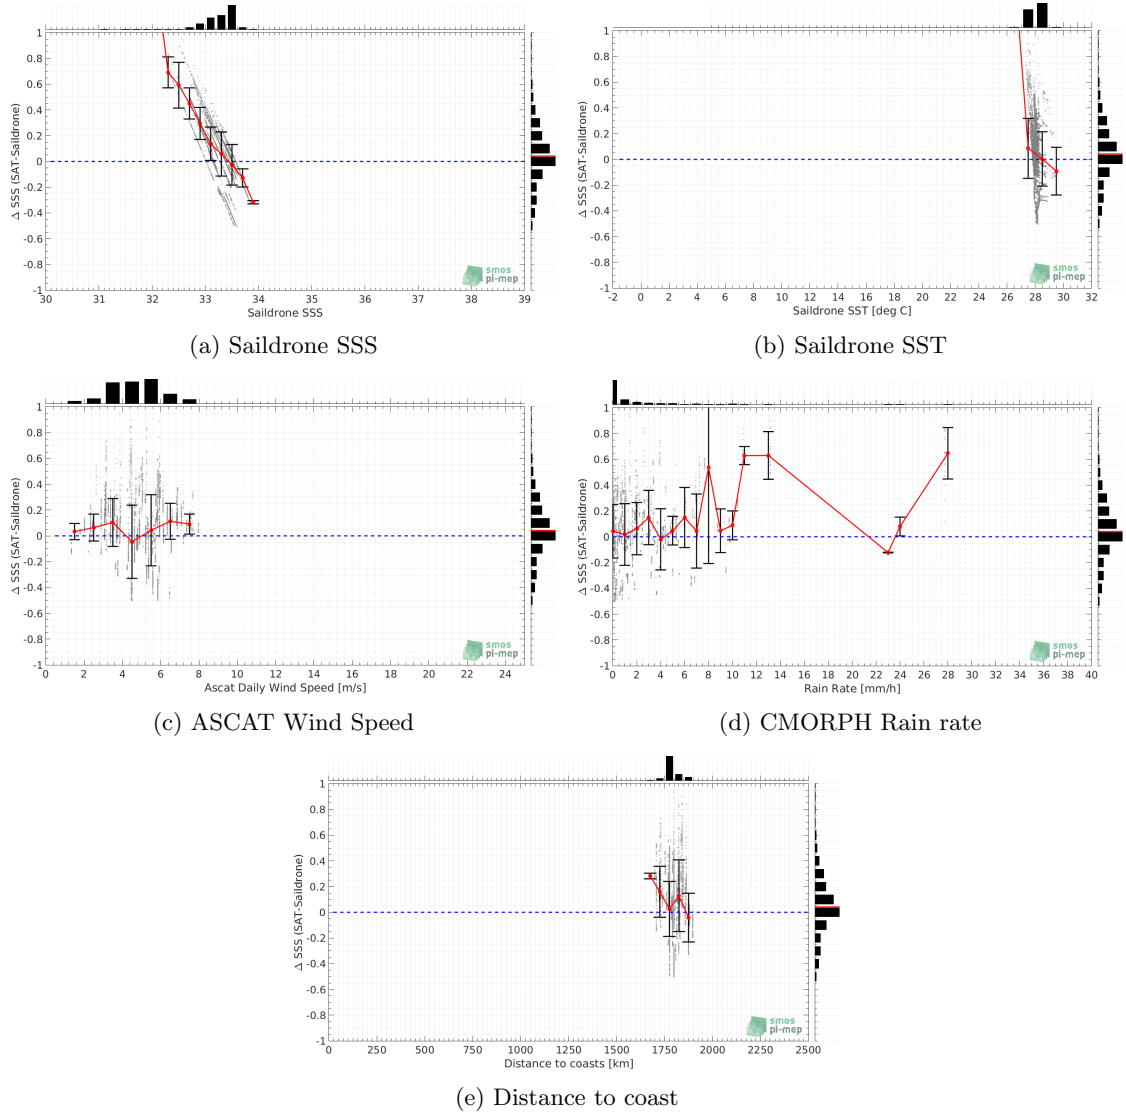 1
0.8
0.6
0.4
0.2
0
-0.2
-0.4
-0.6
-0.8
-1
Δ SSS (SAT-Saildrone)
30 31 32 33 34 35 36 37 38 39
Saildrone SSS
smos
pi-mep
(a) Saildrone SSS
1
0.8
0.6
0.4
0.2
0
-0.2
-0.4
-0.6
-0.8
-1
Δ SSS (SAT-Saildrone)
-2 0 2 4 6 8 10 12 14 16 18 20 22 24 26 28 30 32
Saildrone SST [deg C]
smos
pi-mep
(b) Saildrone SST
1
0.8
0.6
0.4
0.2
0
-0.2
-0.4
-0.6
-0.8
-1
Δ SSS (SAT-Saildrone)
0 2 4 6 8 10 12 14 16 18 20 22 24
Ascat Daily Wind Speed [m/s]
smos
pi-mep
(c) ASCAT Wind Speed
1
0.8
0.6
0.4
0.2
0
-0.2
-0.4
-0.6
-0.8
-1
Δ SSS (SAT-Saildrone)
0 2 4 6 8 10 12 14 16 18 20 22 24 26 28 30 32 34 36 38 40
Rain Rate [mm/h]
smos
pi-mep
(d) CMORPH Rain rate
1
0.8
0.6
0.4
0.2
0
-0.2
-0.4
-0.6
-0.8
-1
Δ SSS (SAT-Saildrone)
0 250 500 750 1000 1250 1500 1750 2000 2250 2500
Distance to coasts [km]
smos
pi-mep
(e) Distance to coast